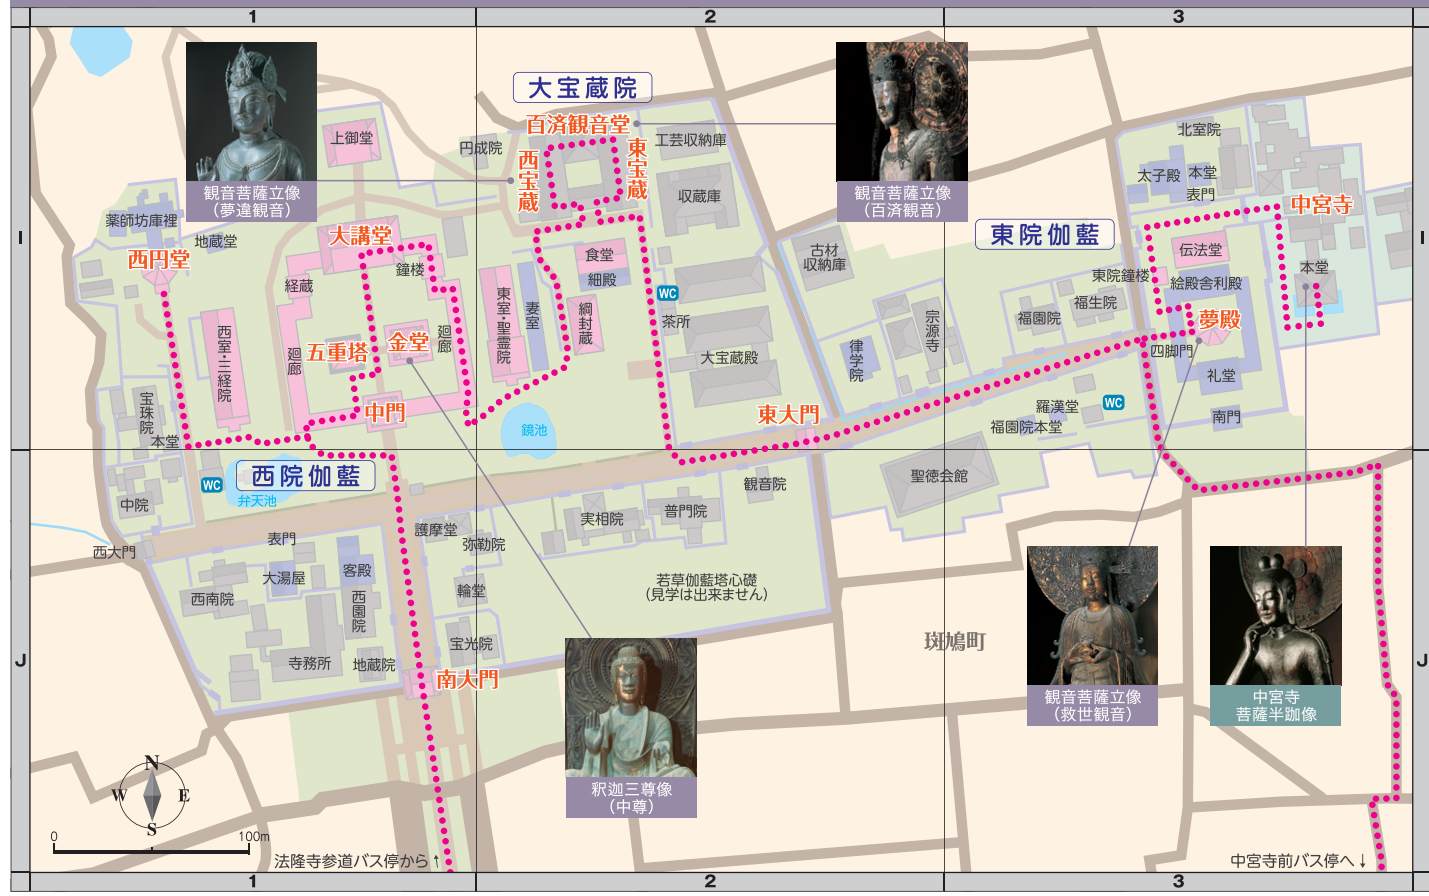 1
2
3
I
I
J
J
1
2
3
大宝蔵院
百済観音堂
西宝蔵
東宝蔵
工芸収納庫
円成院
上御堂
収蔵庫
観音菩薩立像
（夢違観音）
観音菩薩立像
（百済観音）
北室院
太子殿
本堂
表門
中宮寺
本堂
東院伽藍
伝法堂
東院鐘楼
絵殿舎利殿
夢殿
四脚門
礼堂
南門
福生院
福園院
羅漢堂
福園院本堂
WC
古材
収納庫
宗源寺
律学院
薬師坊庫裡
地蔵堂
西円堂
大講堂
鐘楼
経蔵
廻廊
廻廊
五重塔
金堂
中門
西室・三経院
東室・聖霊院
妻室
食堂
細殿
綱封蔵
WC
茶所
大宝蔵殿
東大門
鏡池
宝珠院
本堂
西院伽藍
WC
弁天池
中院
西大門
表門
大湯屋
客殿
西南院
西園院
寺務所
地蔵院
護摩堂
弥勒院
輪堂
宝光院
南大門
実相院
普門院
観音院
若草伽藍塔心礎
（見学は出来ません）
聖徳会館
斑鳩町
釈迦三尊像
（中尊）
観音菩薩立像
（救世観音）
中宮寺
菩薩半跏像
N
W
E
S
0
100m
法隆寺参道バス停から↑
中宮寺前バス停へ↓